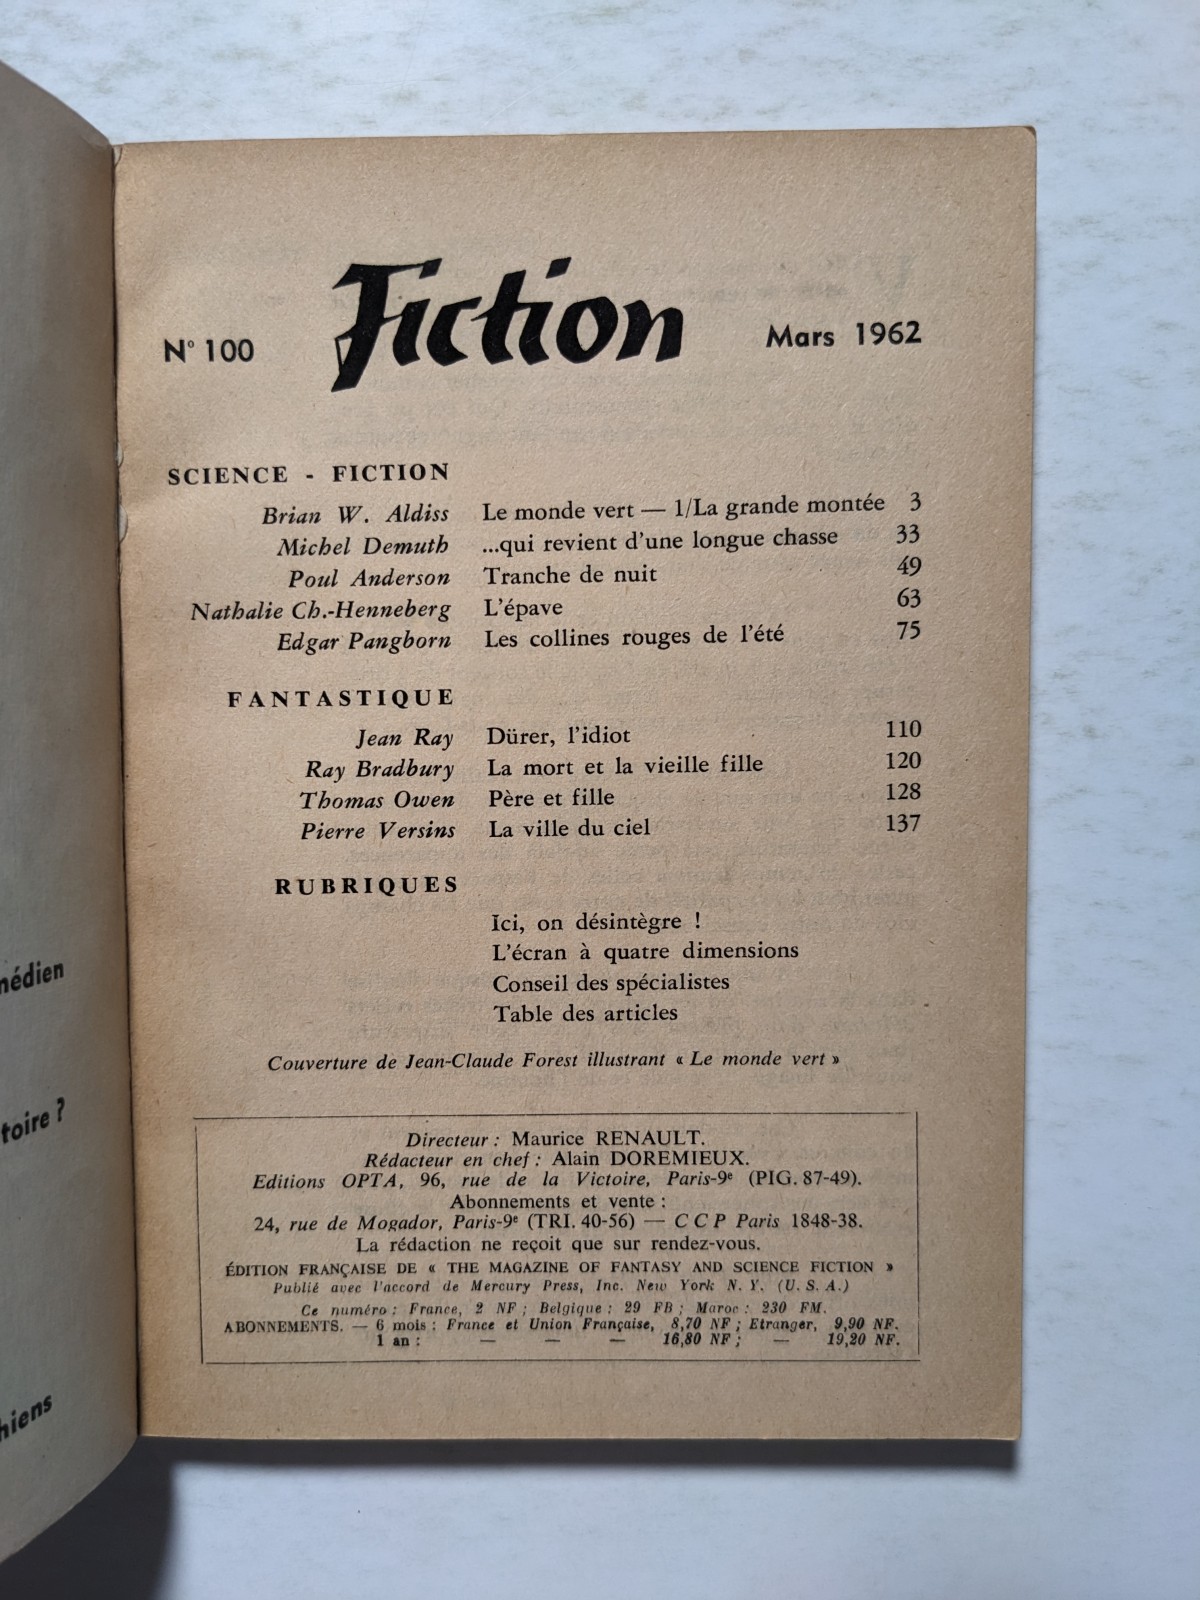 N° 100 Fiction Mars 1962
SCIENCE - FICTION
Brian W. Aldiss Le monde vert — 1/La grande montée 3
Michel Demuth ...qui revient d'une longue chasse 33
Poul Anderson Tranche de nuit 49
Nathalie Ch.-Henneberg L'épave 63
Edgar Pangborn Les collines rouges de l'été 75
FANTASTIQUE
Jean Ray Dürer, l'idiot 110
Ray Bradbury La mort et la vieille fille 120
Thomas Owen Père et fille 128
Pierre Versins La ville du ciel 137
RUBRIQUES
Ici, on désintègre !
L'écran à quatre dimensions
Conseil des spécialistes
Table des articles
Couverture de Jean-Claude Forest illustrant « Le monde vert »
Directeur : Maurice RENAULT.
Rédacteur en chef : Alain DOREMIEUX.
Editions OPTA, 96, rue de la Victoire, Paris-9e (PIG. 87-49).
Abonnements et vente :
24, rue de Mogador, Paris-9e (TRI. 40-56) — C C P Paris 1848-38.
La rédaction ne reçoit que sur rendez-vous.
ÉDITION FRANÇAISE DE « THE MAGAZINE OF FANTASY AND SCIENCE FICTION »
Publié avec l'accord de Mercury Press, Inc. New York N. Y. (U. S. A.)
Ce numéro : France, 2 NF ; Belgique : 29 FB ; Maroc : 230 FM.
ABONNEMENTS. — 6 mois : France et Union Française, 8,70 NF ; Etranger, 9,90 NF.
1 an : — — — 16,80 NF ; — 19,20 NF.